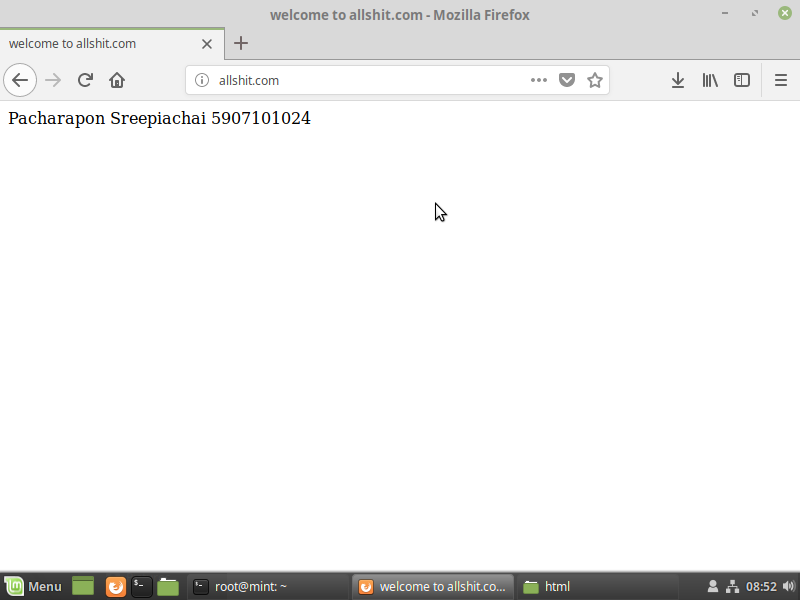 welcome to allshit.com - Mozilla Firefox
welcome to allshit.com
allshit.com
Pacharapon Sreepiachai 5907101024
Menu
root@mint: ~
welcome to allshit.co...
html
08:52